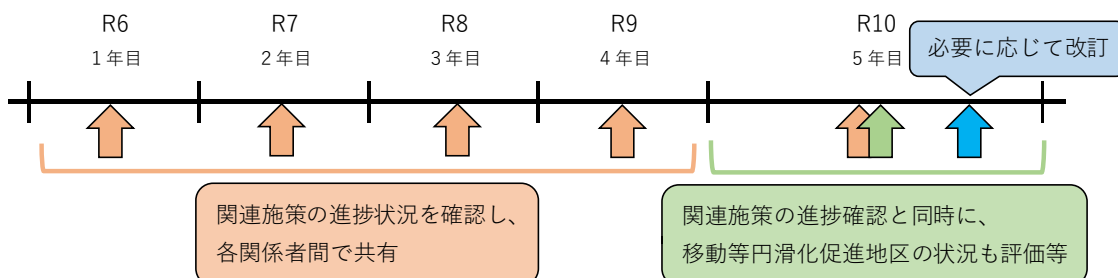 R6
1年目
R7
2年目
R8
3年目
R9
4年目
R10
5年目
必要に応じて改訂
関連施策の進捗状況を確認し、
各関係者間で共有
関連施策の進捗確認と同時に、
移動等円滑化促進地区の状況も評価等